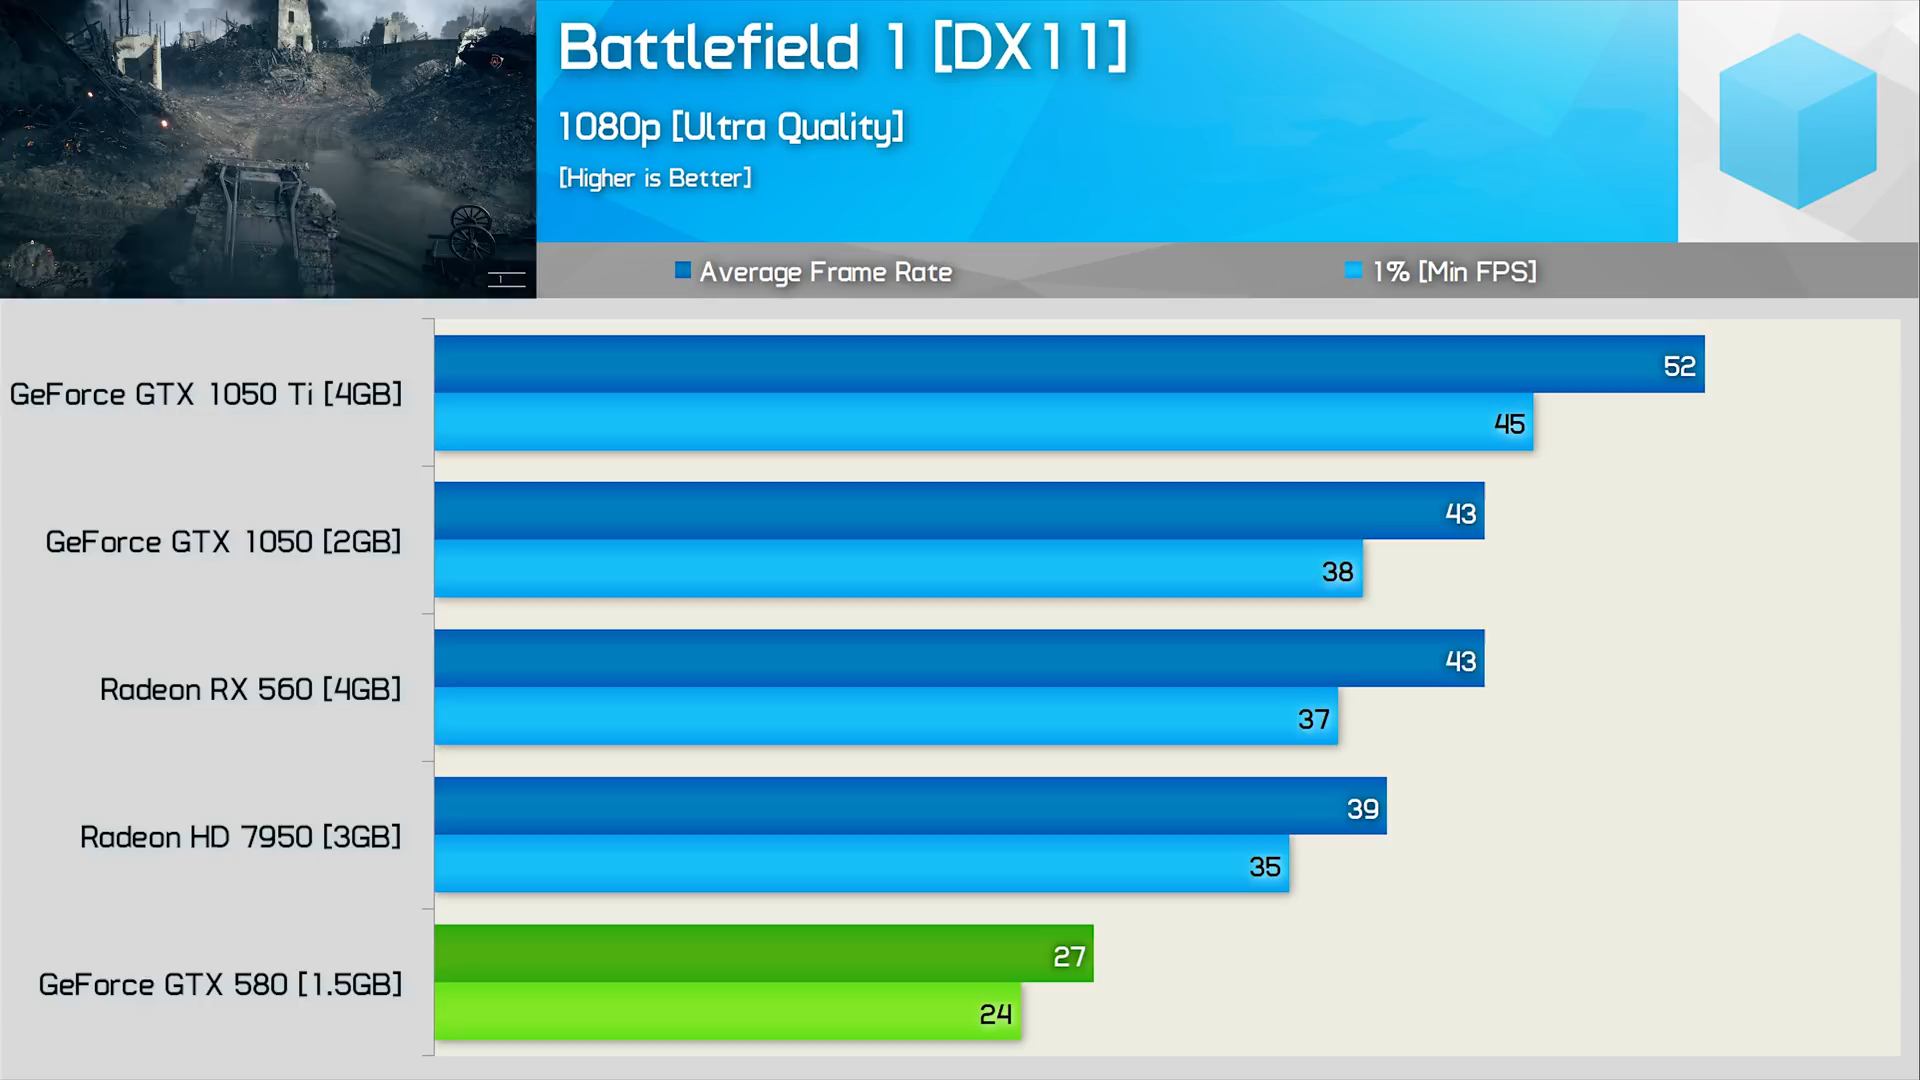 Battlefield 1 [DX11]
1080p [Ultra Quality]
[Higher is Better]
Average Frame Rate
1% [Min FPS]
GeForce GTX 1050 Ti [4GB]
52
45
GeForce GTX 1050 [2GB]
43
38
Radeon RX 560 [4GB]
43
37
Radeon HD 7950 [3GB]
39
35
GeForce GTX 580 [1.5GB]
27
24